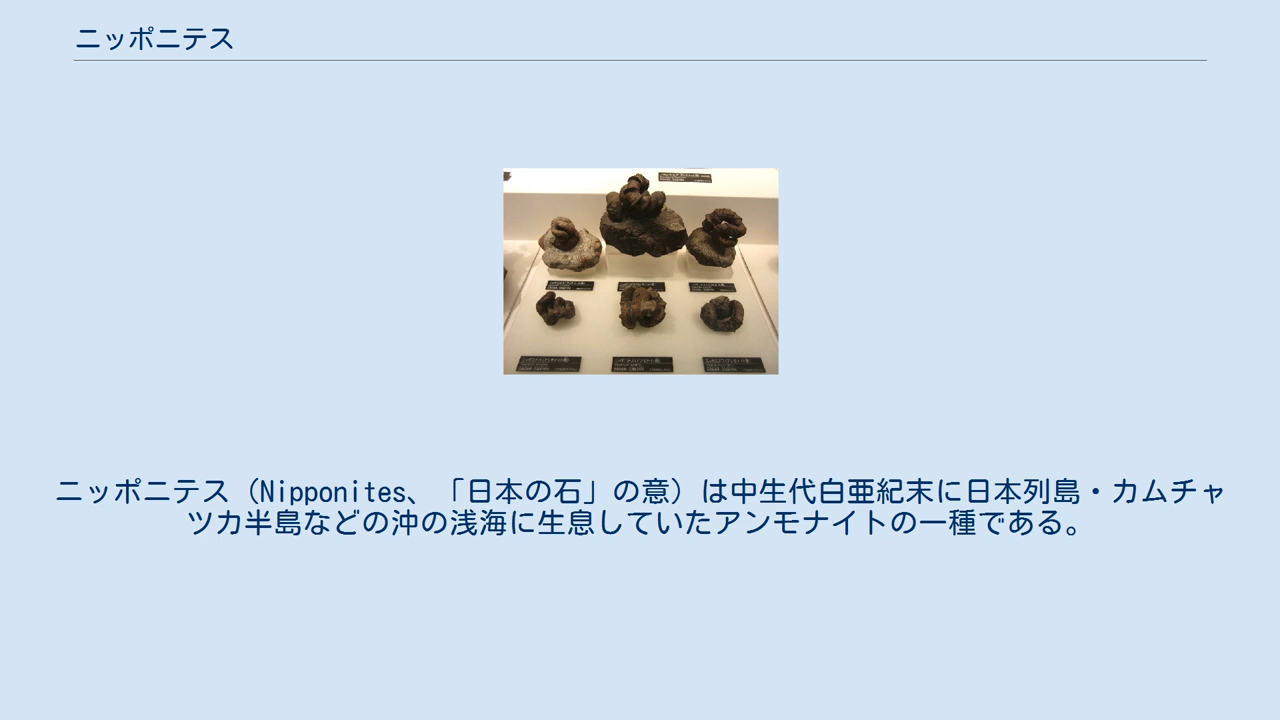 ニッポニテス
ニッポニテス（Nipponites、「日本の石」の意）は中生代白亜紀末に日本列島・カムチャ
ツカ半島などの沖の浅海に生息していたアンモナイトの一種である。